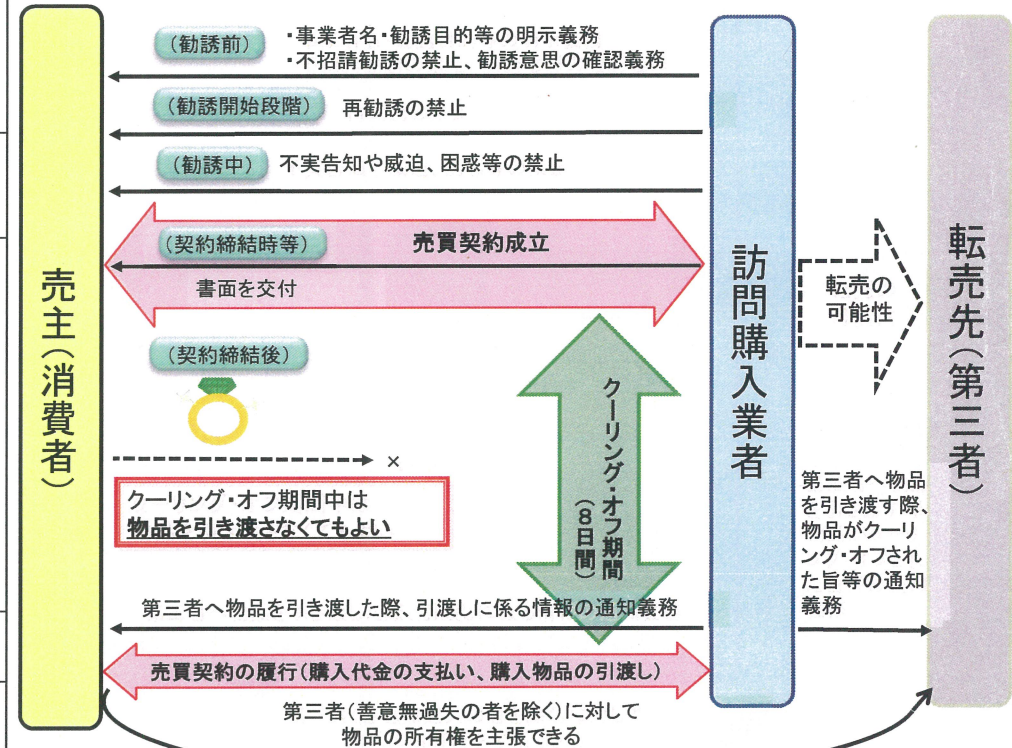 (勧誘前)
・事業者名・勧誘目的等の明示義務
・不招請勧誘の禁止、勧誘意思の確認義務
(勧誘開始段階)
再勧誘の禁止
(勧誘中)
不実告知や威迫、困惑等の禁止
(契約締結時等)
売買契約成立
書面を交付
(契約締結後)
×
クーリング・オフ期間中は
物品を引き渡さなくてもよい
クーリング・オフ期間
(8日間)
売主(消費者)
訪問購入業者
転売の
可能性
転売先(第三者)
第三者へ物品
を引き渡す際、
物品がクーリ
ング・オフされ
た旨等の通知
義務
第三者へ物品を引き渡した際、引渡しに係る情報の通知義務
売買契約の履行(購入代金の支払い、購入物品の引渡し)
第三者(善意無過失の者を除く)に対して
物品の所有権を主張できる